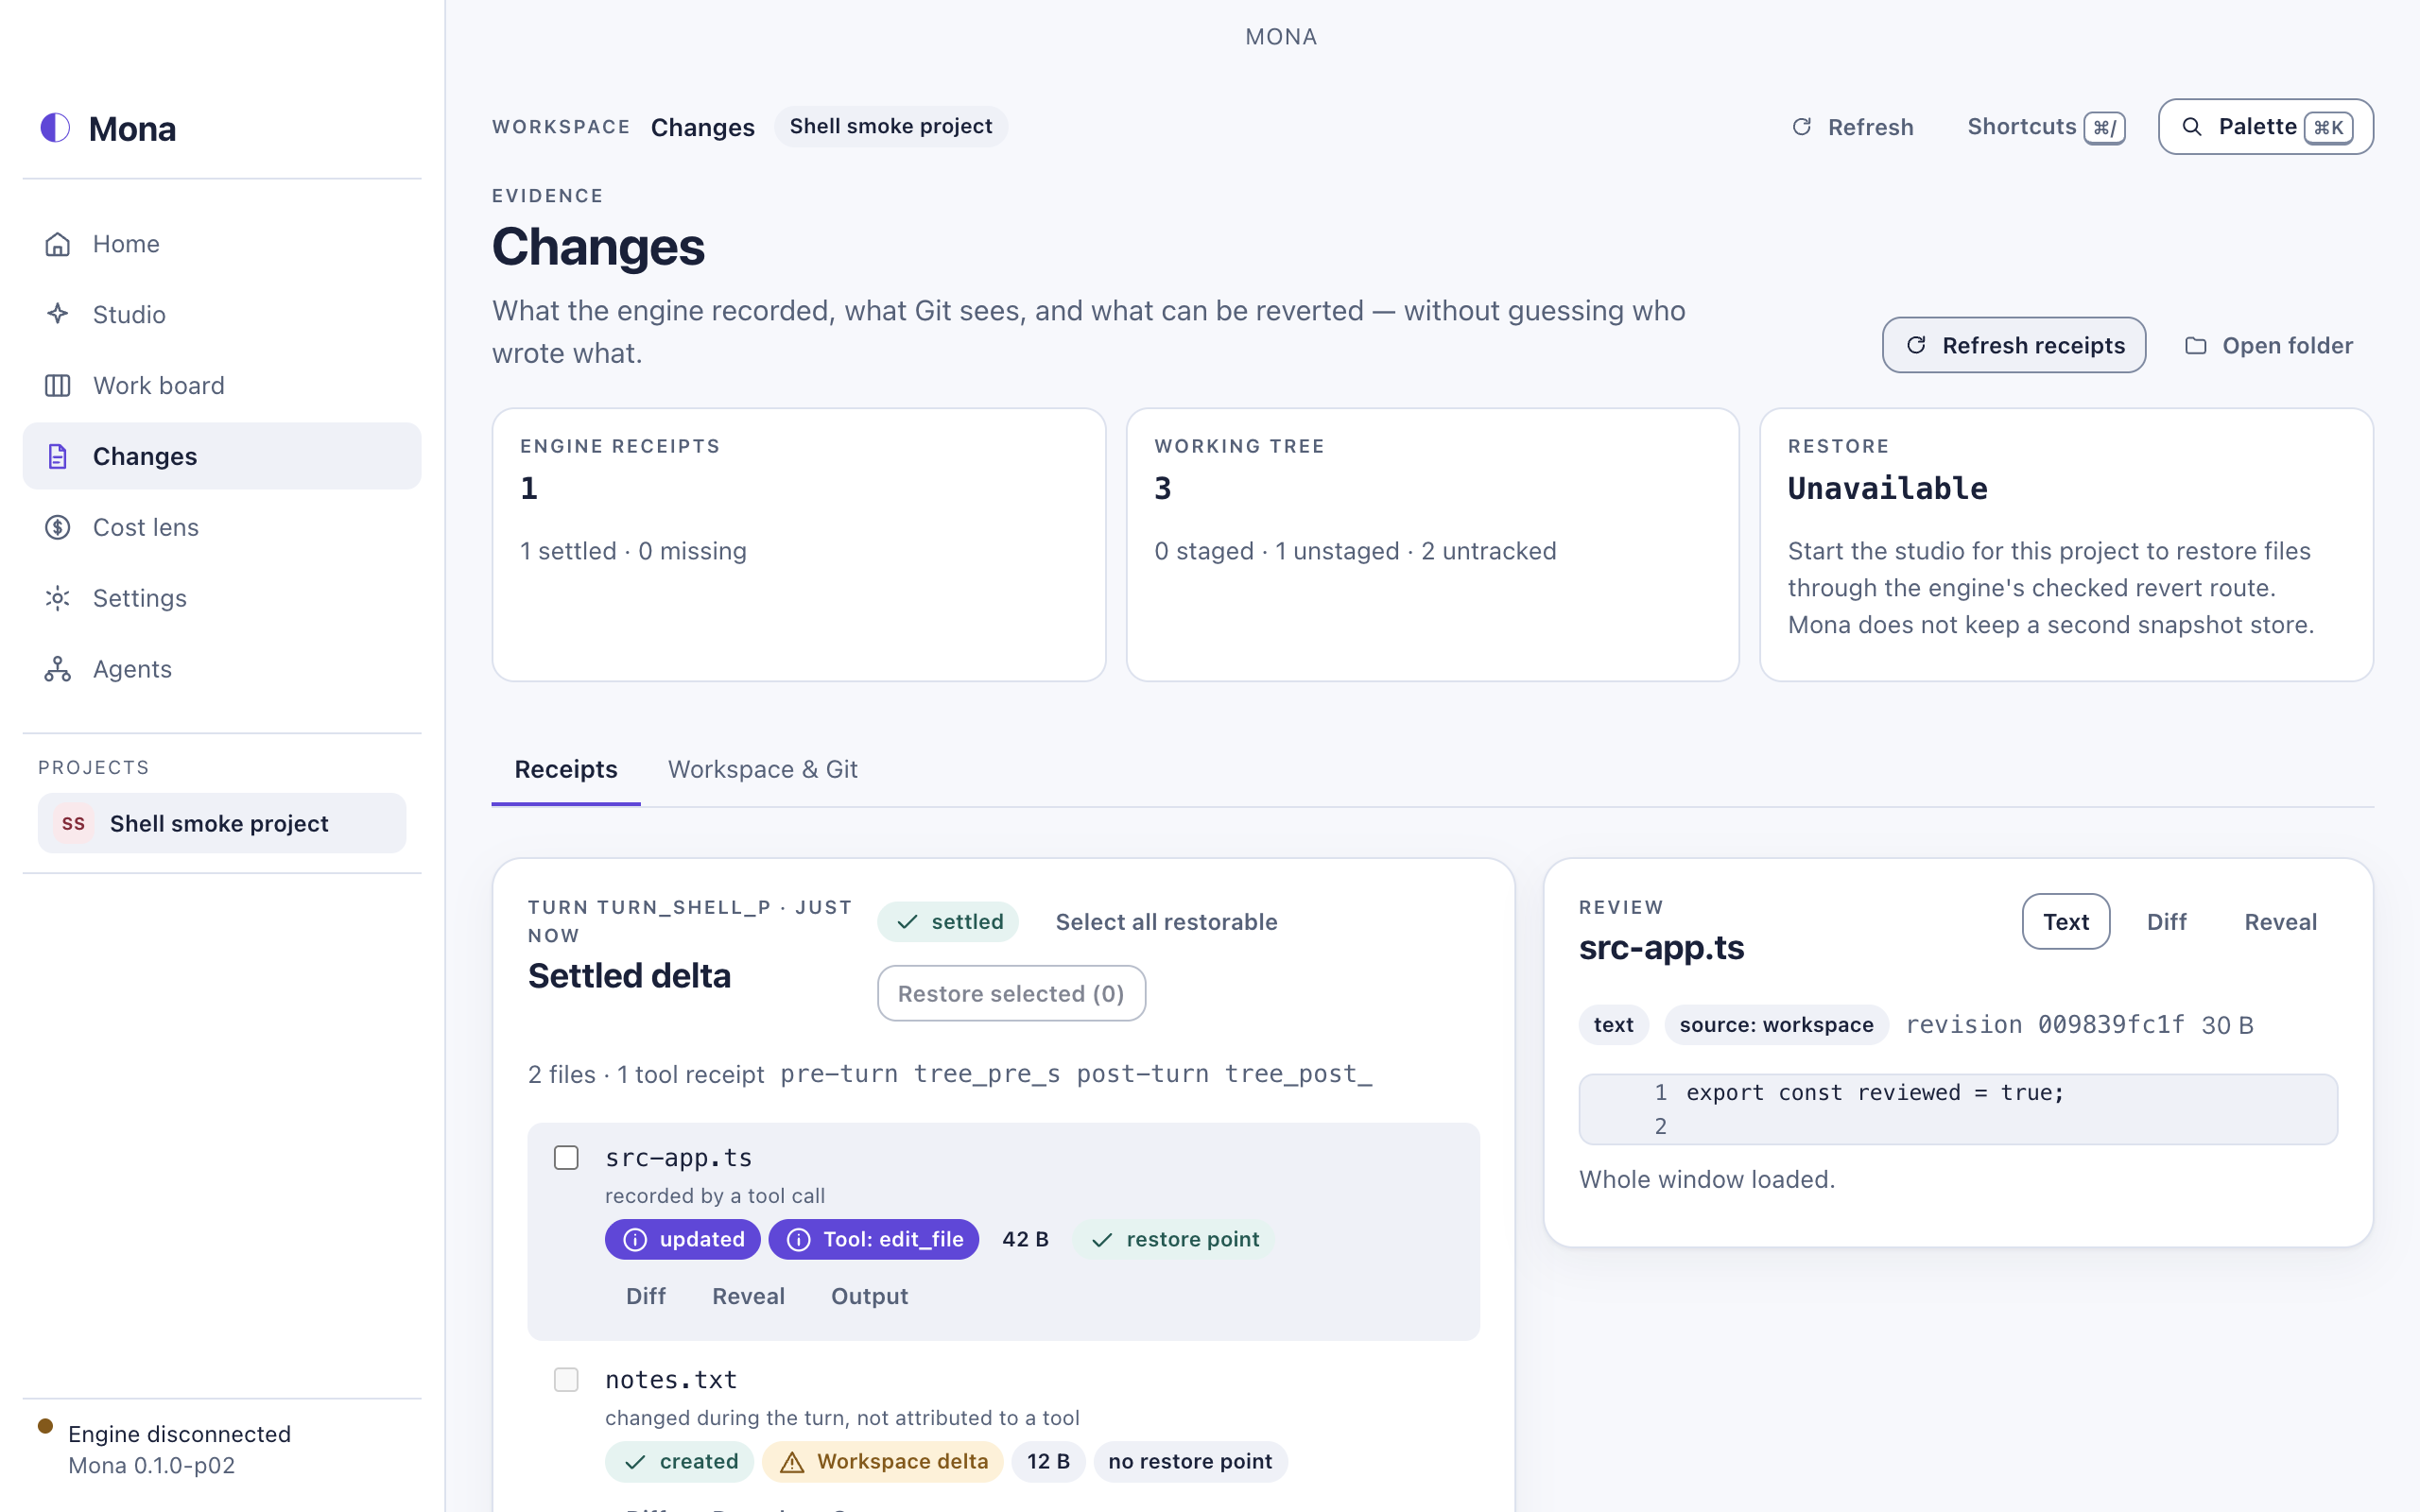 MONA
Mona
Home
Studio
Work board
Changes
Cost lens
Settings
Agents
PROJECTS
SS Shell smoke project
Engine disconnected
Mona 0.1.0-p02
WORKSPACE Changes Shell smoke project
Refresh Shortcuts ⌘/ Palette ⌘K
EVIDENCE
Changes
What the engine recorded, what Git sees, and what can be reverted — without guessing who
wrote what.
Refresh receipts Open folder
ENGINE RECEIPTS
1
1 settled · 0 missing
WORKING TREE
3
0 staged · 1 unstaged · 2 untracked
RESTORE
Unavailable
Start the studio for this project to restore files
through the engine's checked revert route.
Mona does not keep a second snapshot store.
Receipts Workspace & Git
TURN TURN_SHELL_P · JUST
NOW
Settled delta
settled Select all restorable
Restore selected (0)
2 files · 1 tool receipt pre-turn tree_pre_s post-turn tree_post_
src-app.ts
recorded by a tool call
updated Tool: edit_file 42 B restore point
Diff Reveal Output
notes.txt
changed during the turn, not attributed to a tool
created Workspace delta 12 B no restore point
REVIEW
src-app.ts
Text Diff Reveal
text source: workspace revision 009839fc1f 30 B
1 export const reviewed = true;
2
Whole window loaded.